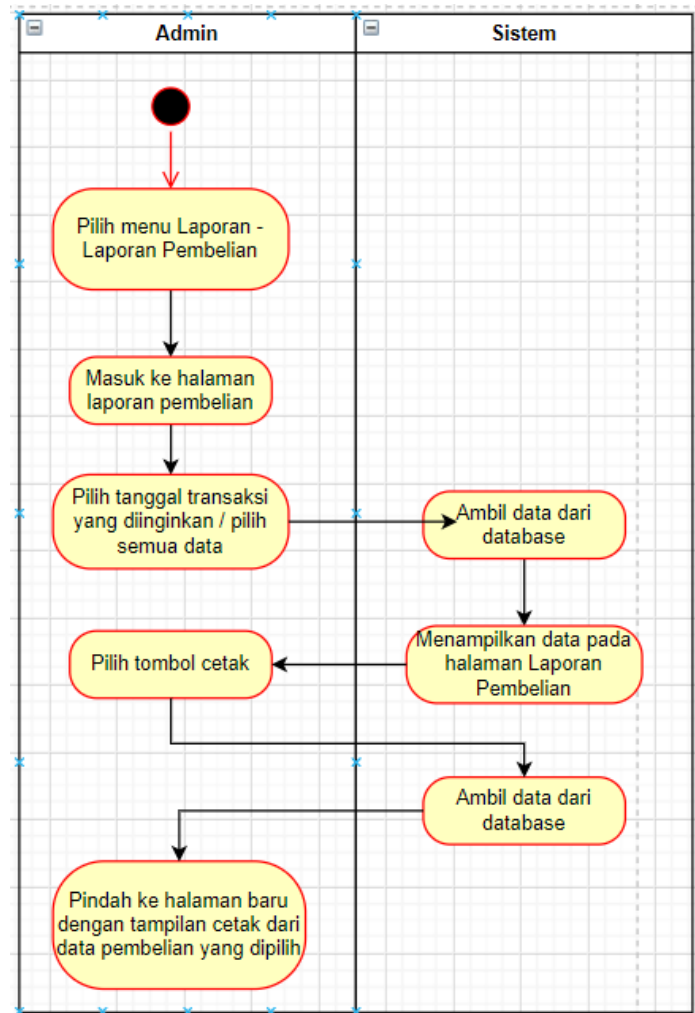 Admin
Sistem
Pilih menu Laporan -
Laporan Pembelian
Masuk ke halaman
laporan pembelian
Pilih tanggal transaksi
yang diinginkan / pilih
semua data
Ambil data dari
database
Menampilkan data pada
halaman Laporan
Pembelian
Pilih tombol cetak
Ambil data dari
database
Pindah ke halaman baru
dengan tampilan cetak dari
data pembelian yang dipilih